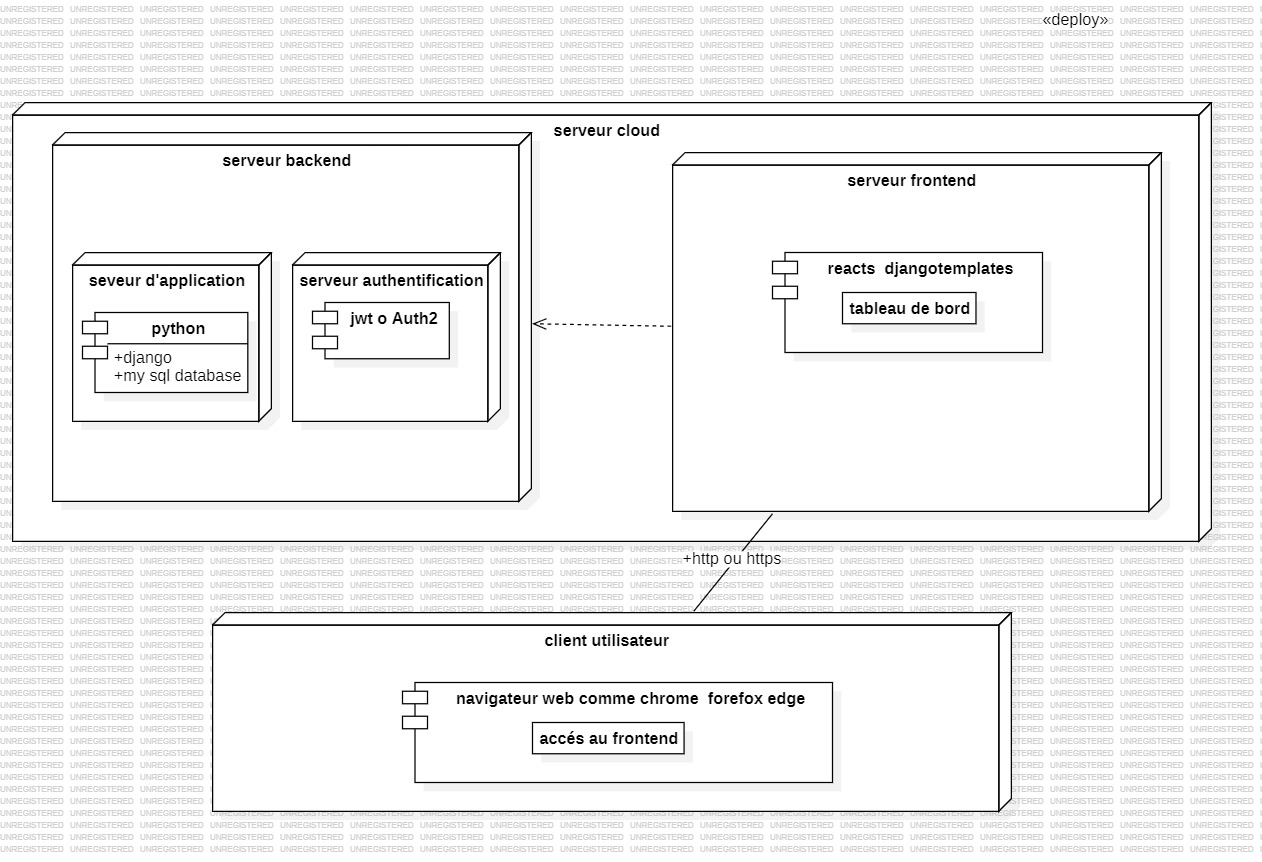 «deploy»
serveur cloud
serveur backend
serveur frontend
seveur d'application
serveur authentification
python
+django
+my sql database
jwt o Auth2
reacts  djangotemplates
tableau de bord
+http ou https
client utilisateur
navigateur web comme chrome  forefox edge
accés au frontend
UNREGISTERED